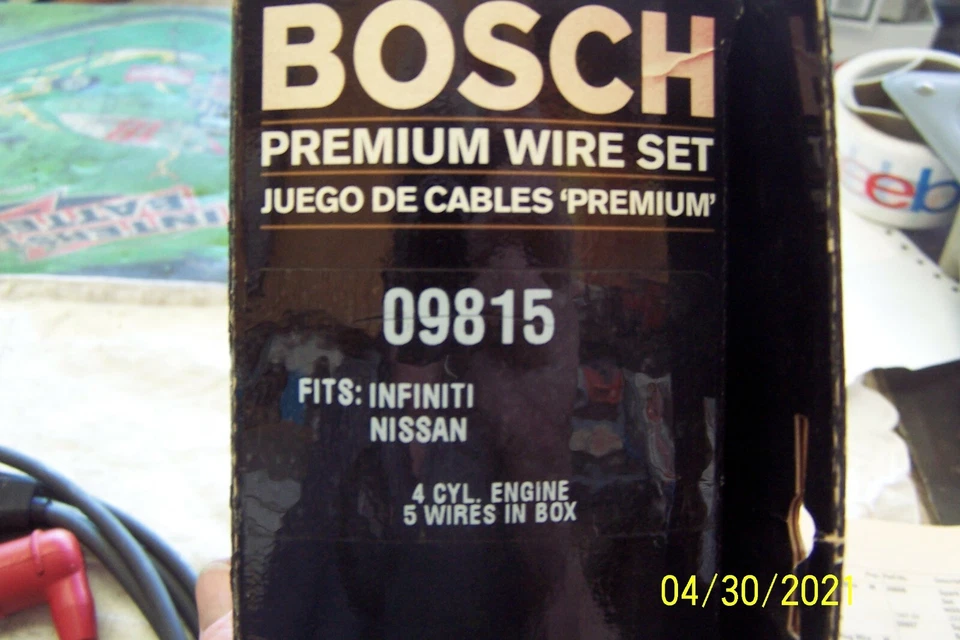 BOSCH
PREMIUM WIRE SET
JUEGO DE CABLES 'PREMIUM'
09815
FITS: INFINITI
NISSAN
4 CYL. ENGINE
5 WIRES IN BOX
eb
04/30/2021